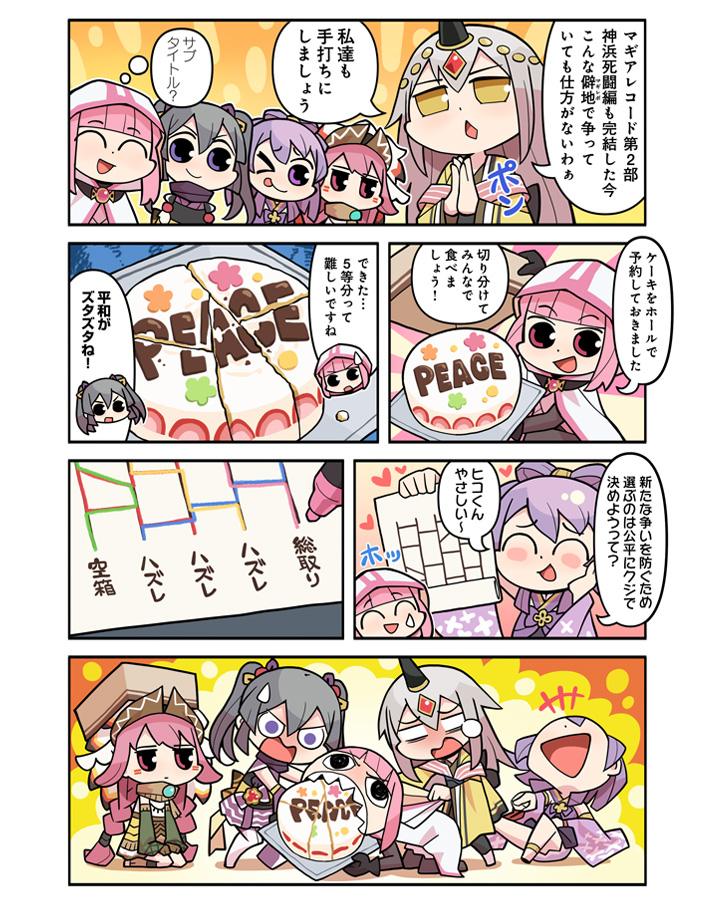 マギアレコード第2部
神浜死闘編も完結した今
こんな僻地で争って
マギレポ
いても仕方がないわぁ
ポン
私達も
手打ちに
しましょう
サブ
タイトル?
ケーキをホールで
予約しておきました
切り分けて
みんなで
食べま
しょう!
PEACE
できた…
5等分って
難しいですね
PEACE
平和が
ズタズタね!
新たな争いを防ぐため
選ぶのは公平にクジで
決めようって?
ヒコくん
やさしい〜
ホッ
総取り
ハズレ
ハズレ
ハズレ
空箱